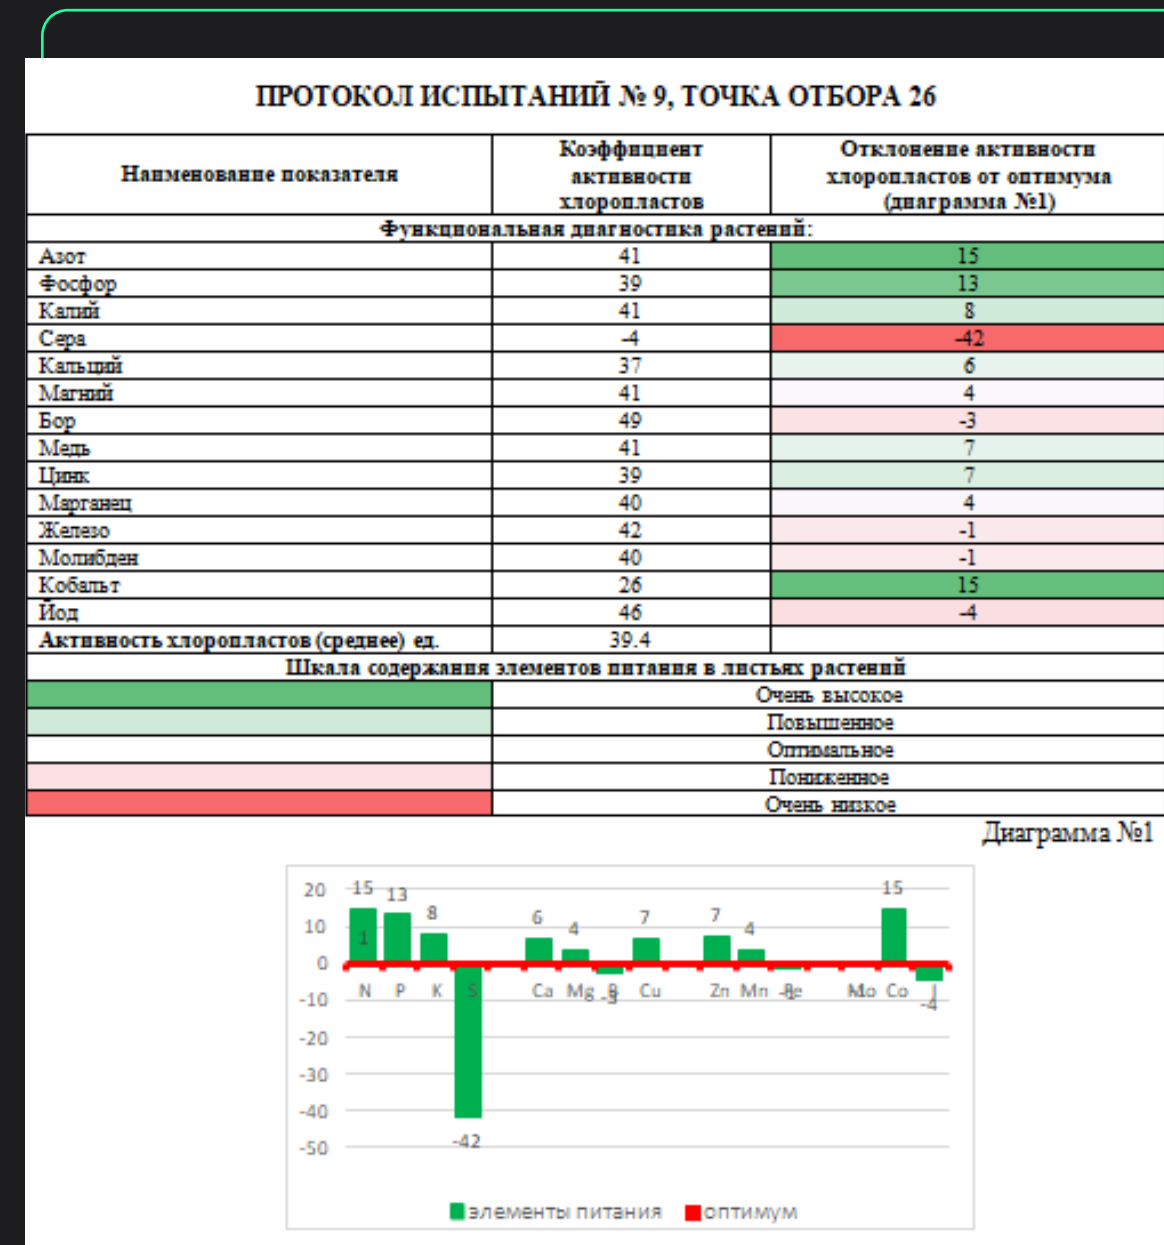 ПРОТОКОЛ ИСПЫТАНИЙ № 9, ТОЧКА ОТБОРА 26
Наименование показателя
Коэффициент
активности
хлоропластов
Отклонение активности
хлоропластов от оптимума
(диаграмма №1)
Функциональная диагностика растений:
Азот 41 15
Фосфор 39 13
Калий 41 8
Сера -4 -42
Кальций 37 6
Магний 41 4
Бор 49 -3
Медь 41 7
Цинк 39 7
Марганец 40 4
Железо 42 -1
Молибден 40 -1
Кобальт 26 15
Йод 46 -4
Активность хлоропластов (среднее) ед. 39.4
Шкала содержания элементов питания в листьях растений
Очень высокое
Повышенное
Оптимальное
Пониженное
Очень низкое
Диаграмма №1
20 15 13 15
10 1 8 6 4 7 7 4
0
N P K S Ca Mg B Cu Zn Mn Fe Mo Co J
-10 -3 -1 -4
-20
-30
-40
-42
-50
элементы питания оптимум